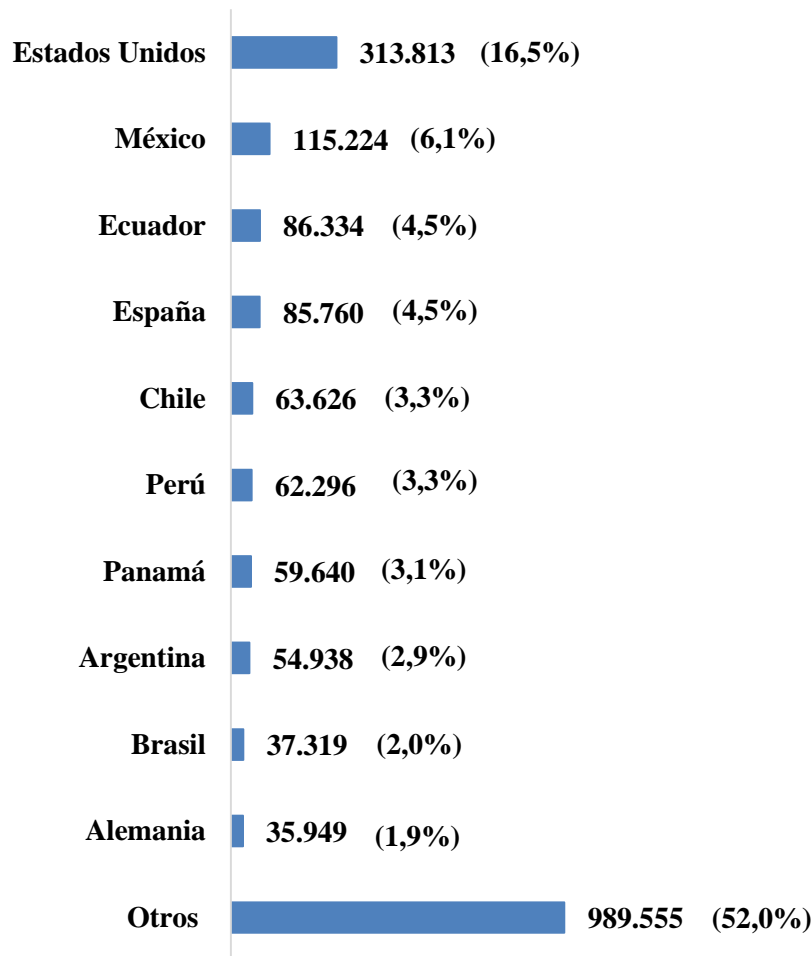 Estados Unidos 313.813 (16,5%)
México 115.224 (6,1%)
Ecuador 86.334 (4,5%)
España 85.760 (4,5%)
Chile 63.626 (3,3%)
Perú 62.296 (3,3%)
Panamá 59.640 (3,1%)
Argentina 54.938 (2,9%)
Brasil 37.319 (2,0%)
Alemania 35.949 (1,9%)
Otros 989.555 (52,0%)